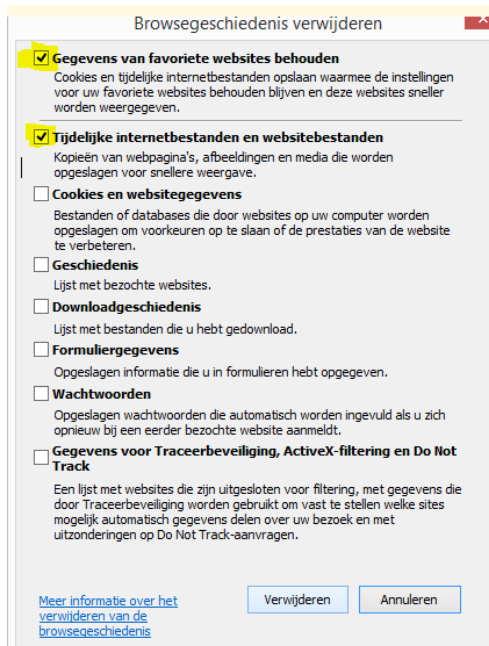 Browsegeschiedenis verwijderen
Gegevens van favoriete websites behouden
Cookies en tijdelijke internetbestanden opslaan waarmee de instellingen
voor uw favoriete websites behouden blijven en deze websites sneller
worden weergegeven.
Tijdelijke internetbestanden en websitebestanden
Kopieën van webpagina's, afbeeldingen en media die worden
opgeslagen voor snellere weergave.
Cookies en websitegegevens
Bestanden of databases die door websites op uw computer worden
opgeslagen om voorkeuren op te slaan of de prestaties van de website
te verbeteren.
Geschiedenis
Lijst met bezochte websites.
Downloadgeschiedenis
Lijst met bestanden die u hebt gedownload.
Formuliergegevens
Opgeslagen informatie die u in formulieren hebt opgegeven.
Wachtwoorden
Opgeslagen wachtwoorden die automatisch worden ingevuld als u zich
opnieuw bij een eerder bezochte website aanmeldt.
Gegevens voor Traceerbeveiliging, ActiveX-filtering en Do Not
Track
Een lijst met websites die zijn uitgesloten voor filtering, met gegevens die
door Traceerbeveiliging worden gebruikt om vast te stellen welke sites
mogelijk automatisch gegevens delen over uw bezoek en met
uitzonderingen op Do Not Track-aanvragen.
Meer informatie over het
verwijderen van de
browsegeschiedenis
Verwijderen
Annuleren